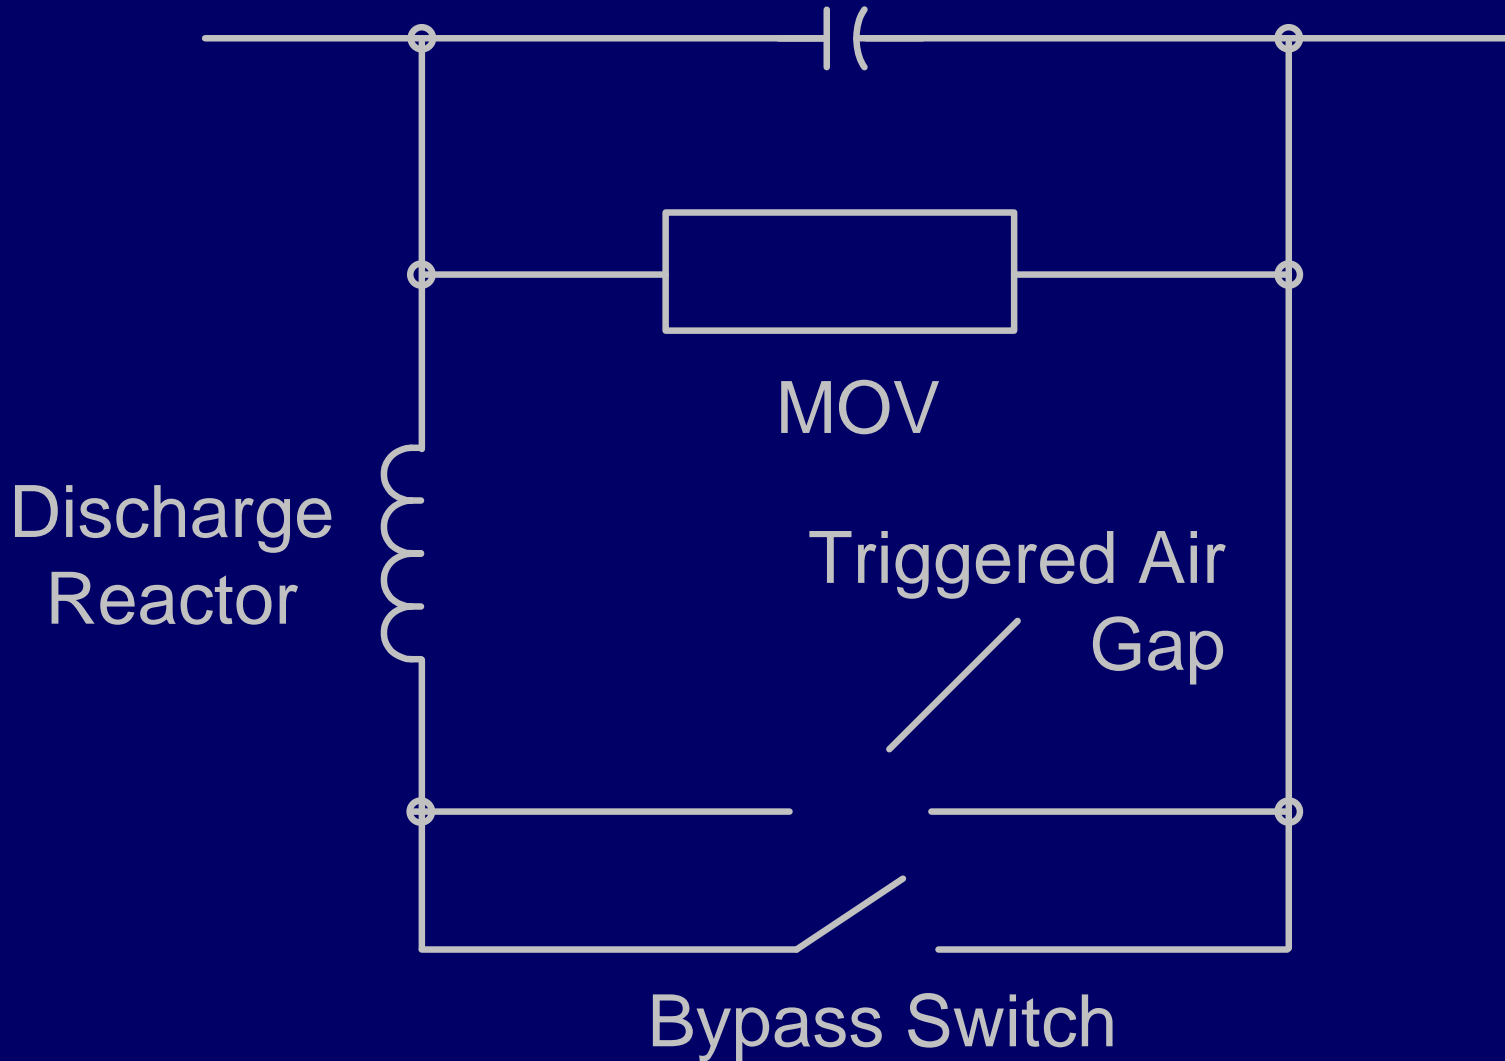 MOV
Discharge
Reactor
Triggered Air
Gap
Bypass Switch